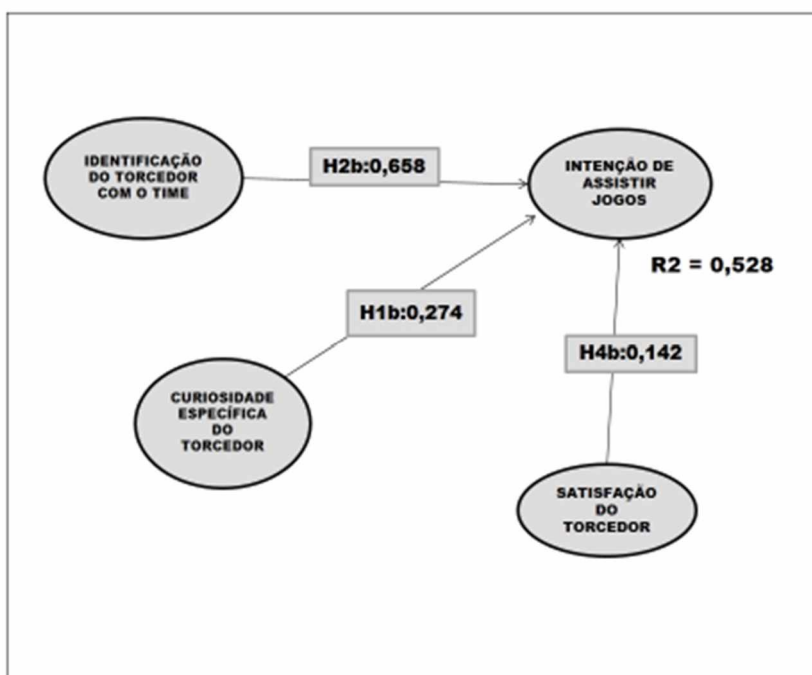 IDENTIFICAÇÃO
DO TORCEDOR
COM O TIME
H2b:0,658
INTENÇÃO DE
ASSISTIR
JOGOS
R2 = 0,528
H1b:0,274
H4b:0,142
CURIOSIDADE
ESPECÍFICA
DO
TORCEDOR
SATISFAÇÃO
DO
TORCEDOR